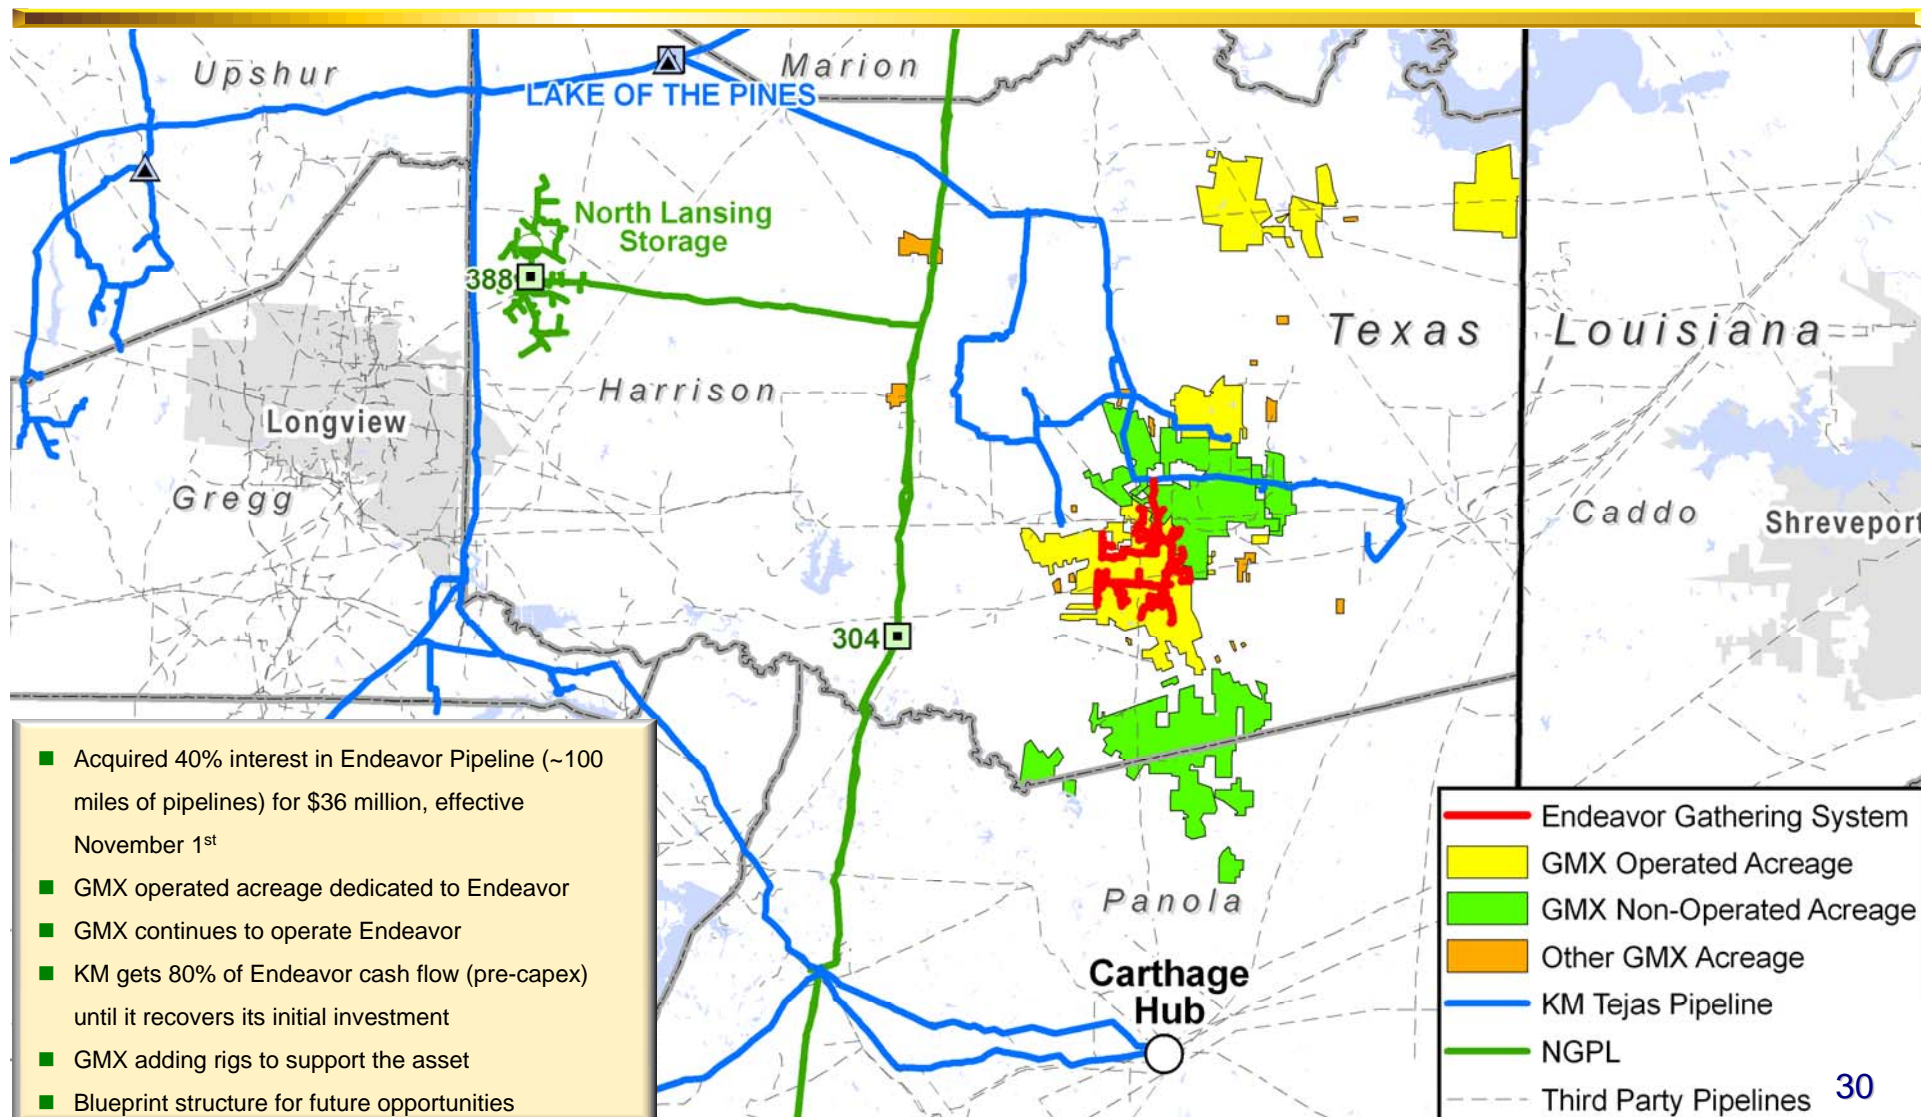 Upshur
Marion
LAKE OF THE PINES
North Lansing
Storage
388
Texas
Louisiana
Harrison
Longview
Gregg
Caddo
Shreveport
304
Panola
Carthage
Hub
■ Acquired 40% interest in Endeavor Pipeline (~100
miles of pipelines) for $36 million, effective
November 1st
■ GMX operated acreage dedicated to Endeavor
■ GMX continues to operate Endeavor
■ KM gets 80% of Endeavor cash flow (pre-capex)
until it recovers its initial investment
■ GMX adding rigs to support the asset
■ Blueprint structure for future opportunities
Endeavor Gathering System
GMX Operated Acreage
GMX Non-Operated Acreage
Other GMX Acreage
KM Tejas Pipeline
NGPL
Third Party Pipelines
30